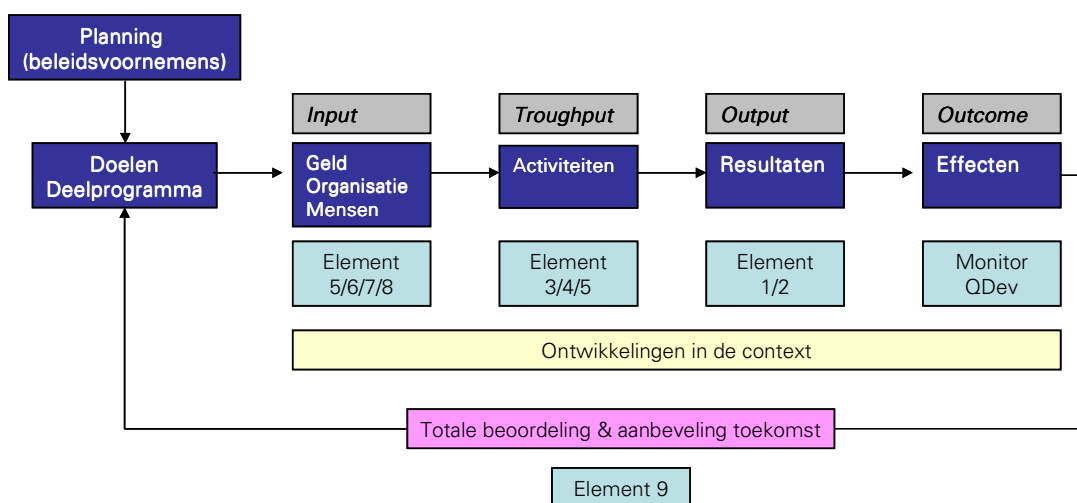 Planning
(beleidsvoornemens)
Input
Troughput
Output
Outcome
Doelen
Deelprogramma
Geld
Organisatie
Mensen
Activiteiten
Resultaten
Effecten
Element
5/6/7/8
Element
3/4/5
Element
1/2
Monitor
QDev
Ontwikkelingen in de context
Totale beoordeling & aanbeveling toekomst
Element 9